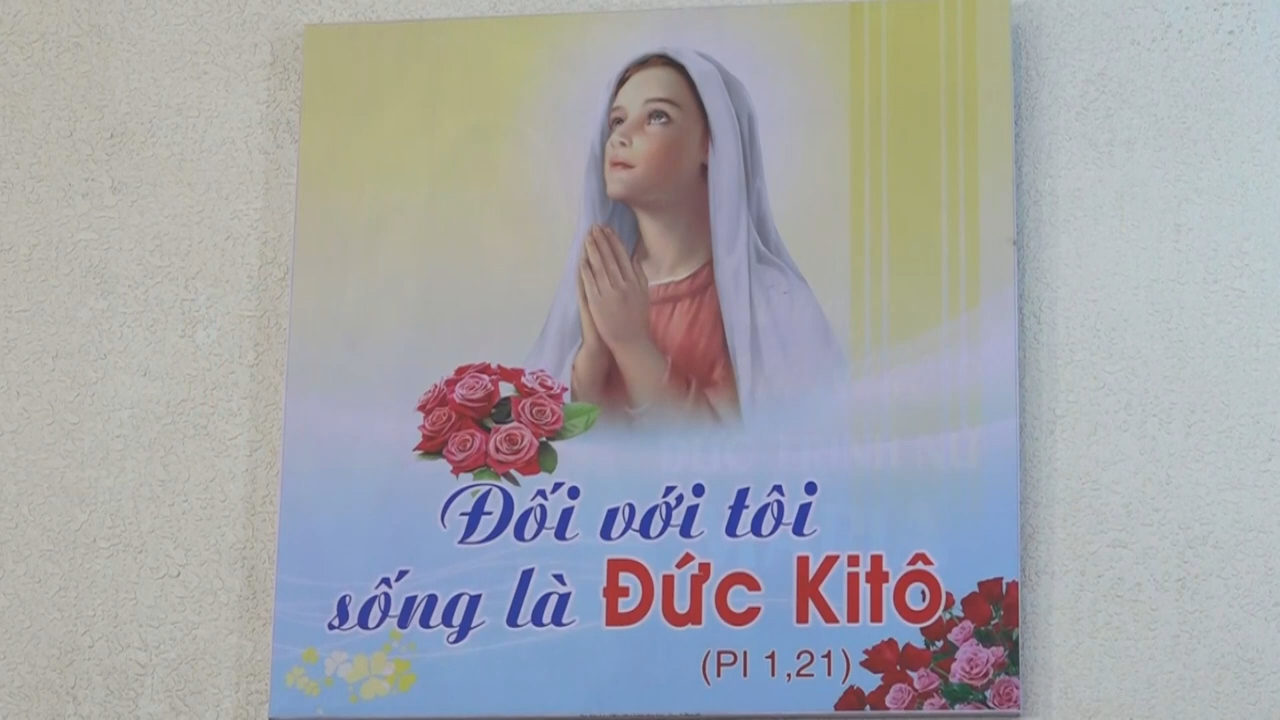 Đối với tôi
sống là Đức Kitô
(Pl 1,21)